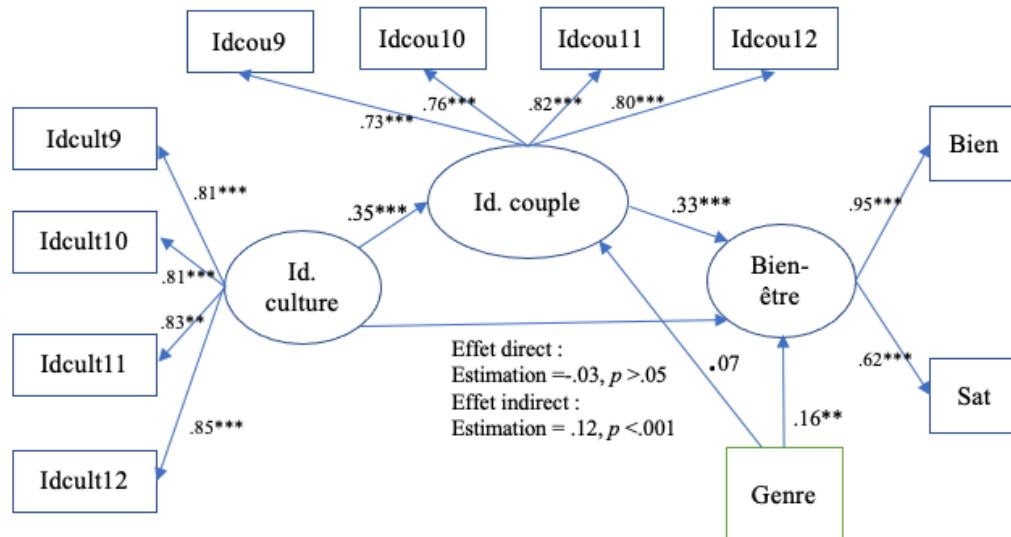 Idcou9
Idcou10
Idcou11
Idcou12
.73***
.76***
.82***
.80***
Idcult9
Idcult10
Idcult11
Idcult12
.81***
.81***
.83**
.85***
Id.
culture
.35***
Id. couple
.33***
Bien-
être
.95***
.62***
Bien
Sat
Effet direct :
Estimation =-.03, p >.05
Effet indirect :
Estimation = .12, p <.001
.07
.16**
Genre